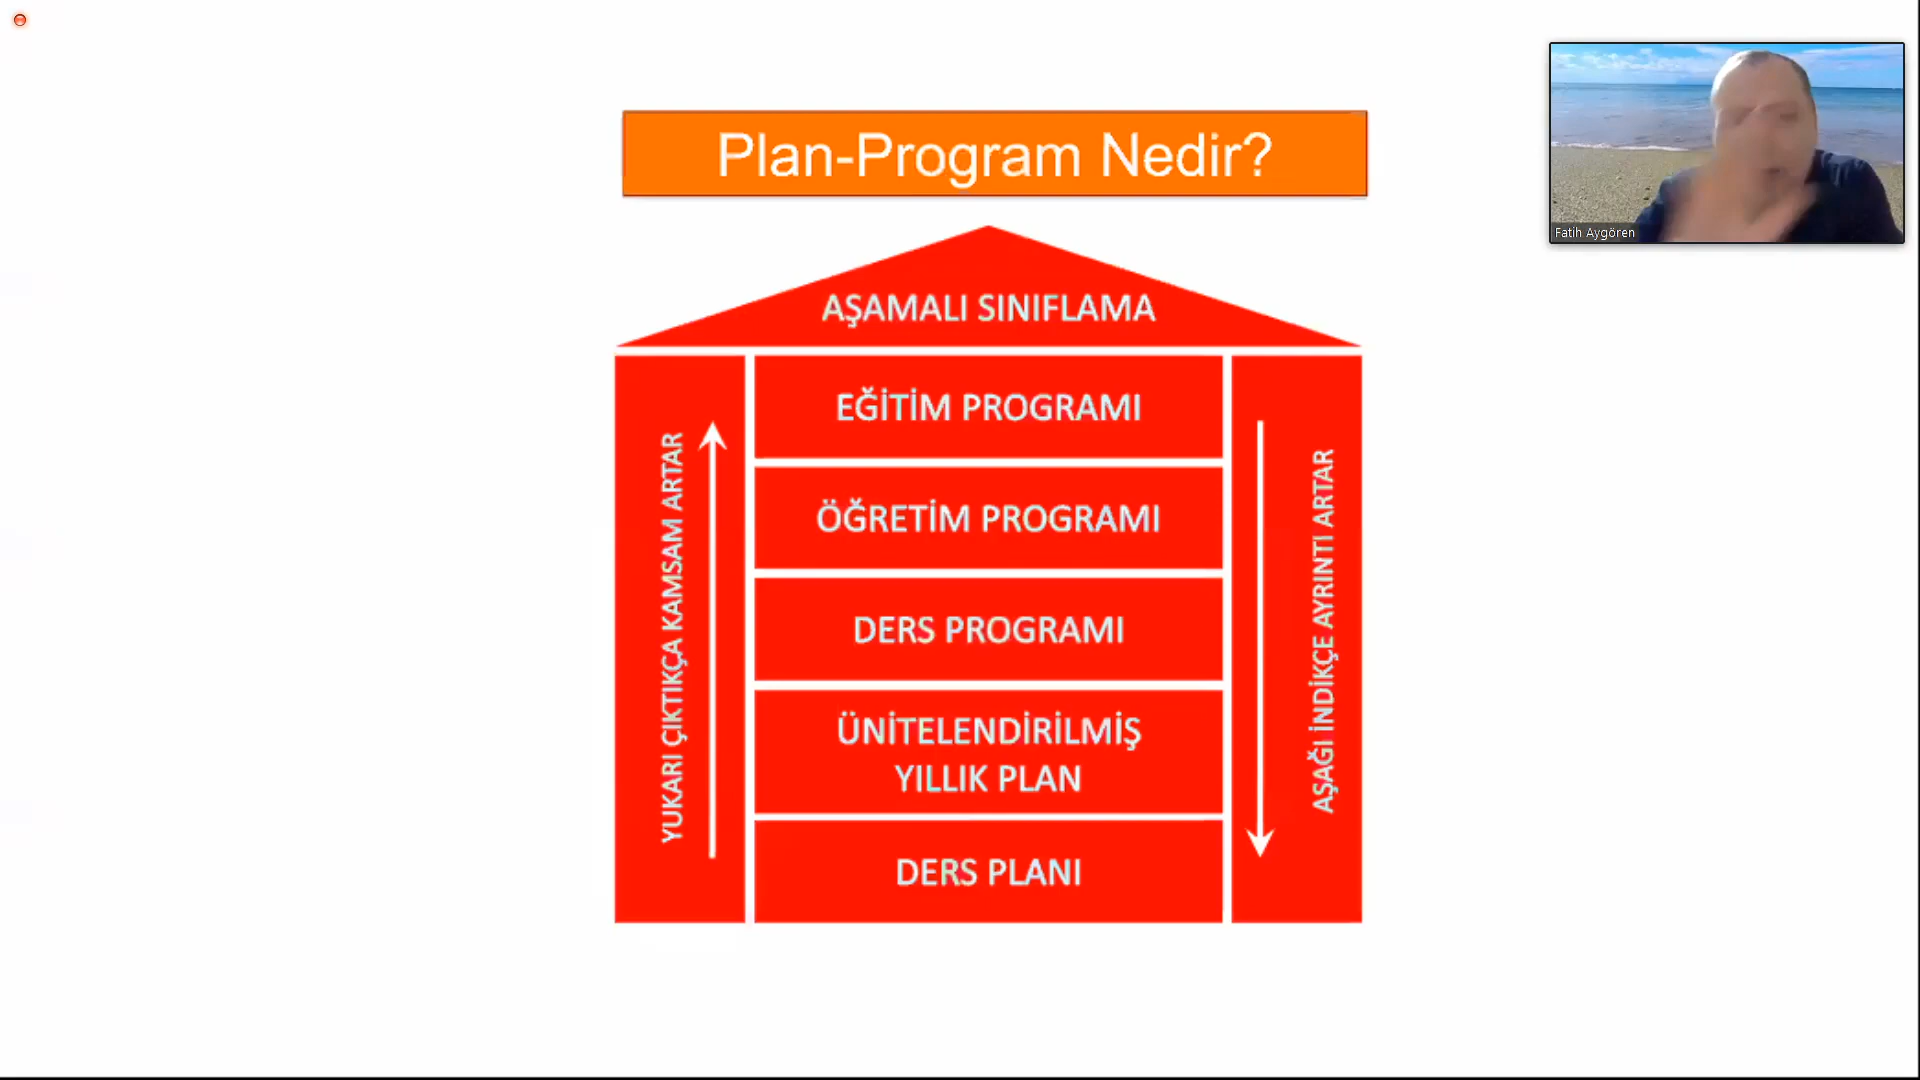 Plan-Program Nedir?
AŞAMALI SINIFLAMA
YUKARI ÇIKTIKÇA KAMSAM ARTAR
EĞİTİM PROGRAMI
ÖĞRETİM PROGRAMI
DERS PROGRAMI
ÜNİTELENDİRİLMİŞ
YILLIK PLAN
DERS PLANI
AŞAĞI İNDİKÇE AYRINTI ARTAR
Fatih Aygören